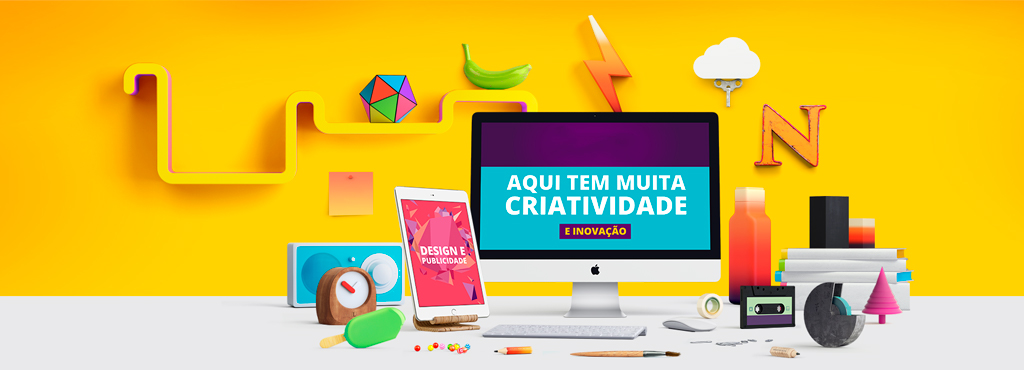 N
AQUI TEM MUITA
CRIATIVIDADE
E INOVAÇÃO
DESIGN E
PUBLICIDADE